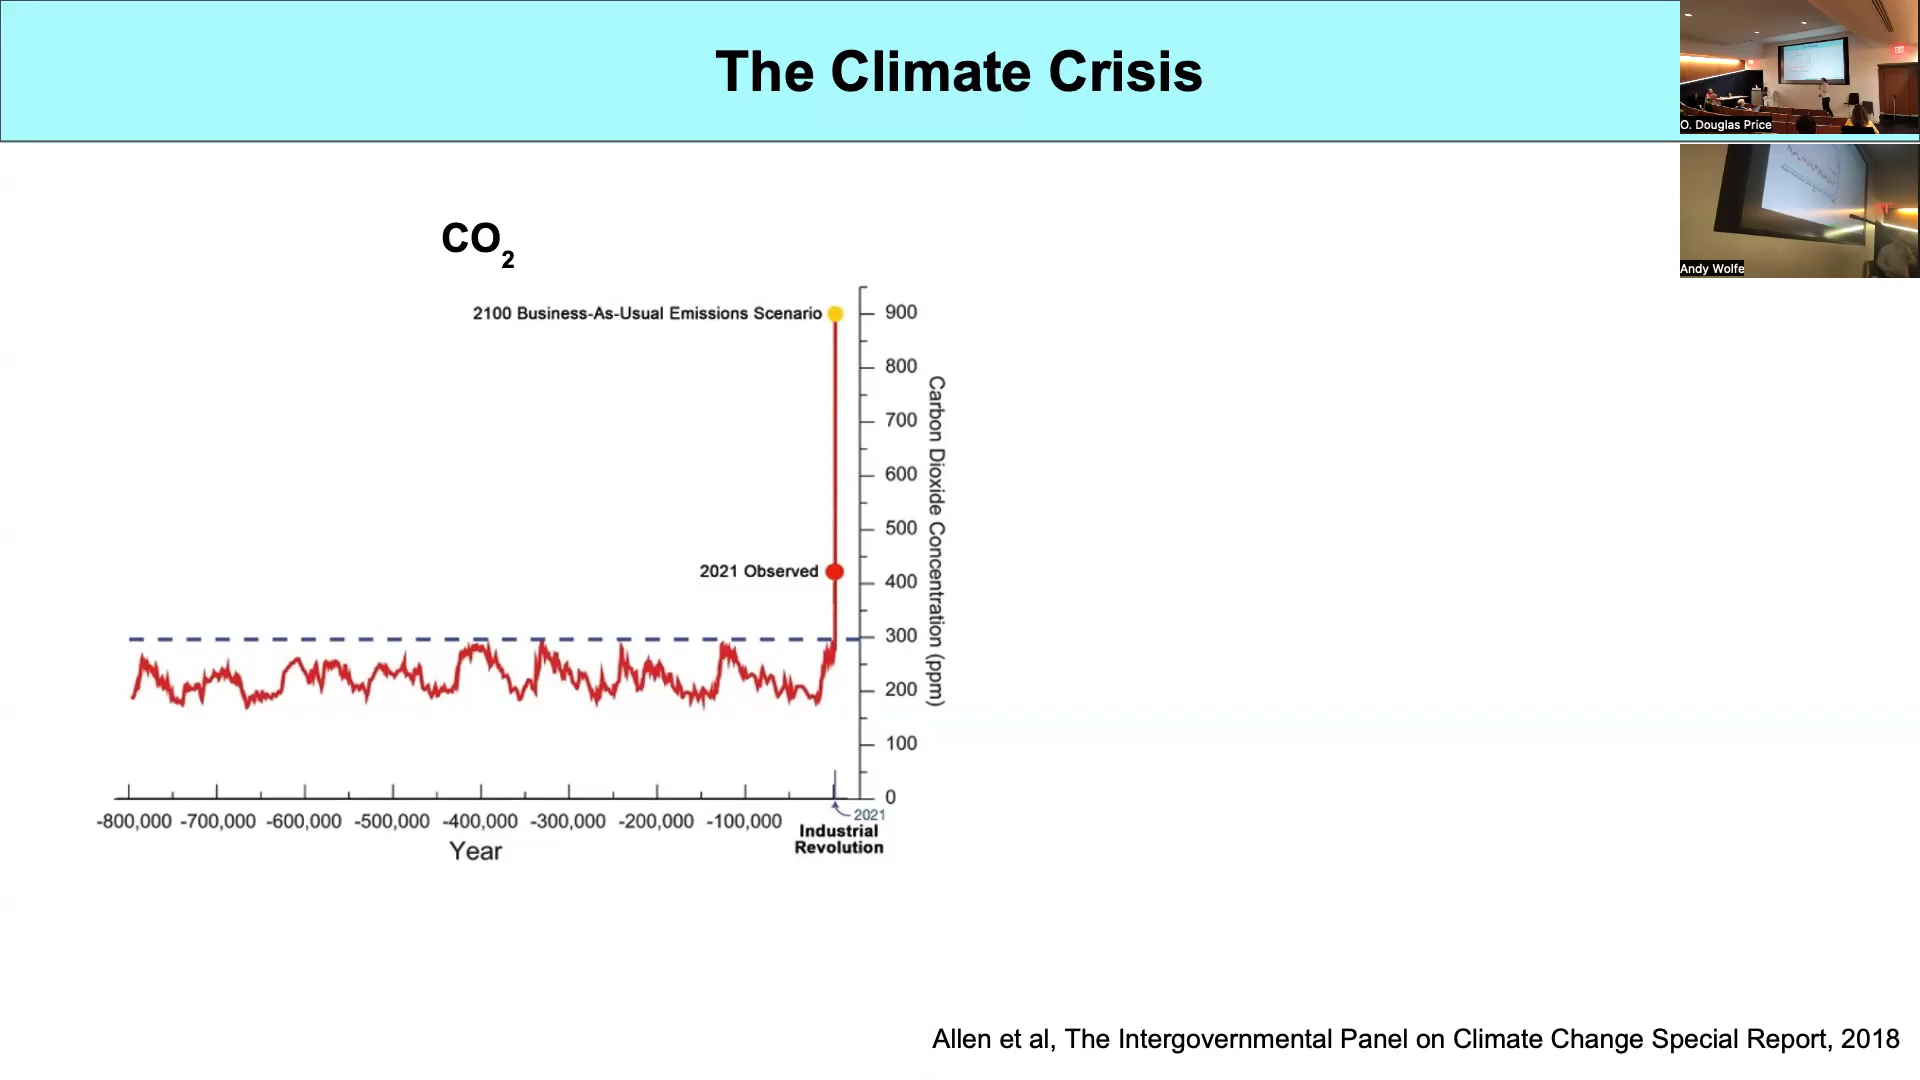 The Climate Crisis
O. Douglas Price
Andy Wolfe
CO2
2100 Business-As-Usual Emissions Scenario
900
800
700
600
500
2021 Observed
400
300
200
100
0
Carbon Dioxide Concentration (ppm)
-800,000 -700,000 -600,000 -500,000 -400,000 -300,000 -200,000 -100,000
2021
Industrial
Revolution
Year
Allen et al, The Intergovernmental Panel on Climate Change Special Report, 2018
EXIT